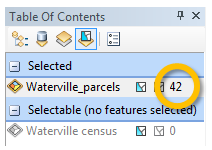 Table Of Contents
Selected
Waterville_parcels 42
Selectable (no features selected)
Waterville census 0